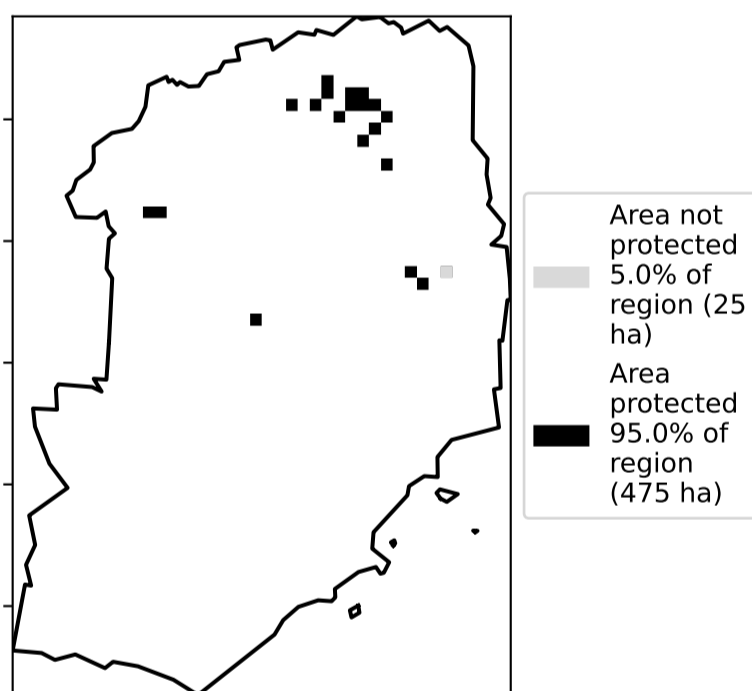 Area not
protected
5.0% of
region (25
ha)
Area
protected
95.0% of
region
(475 ha)